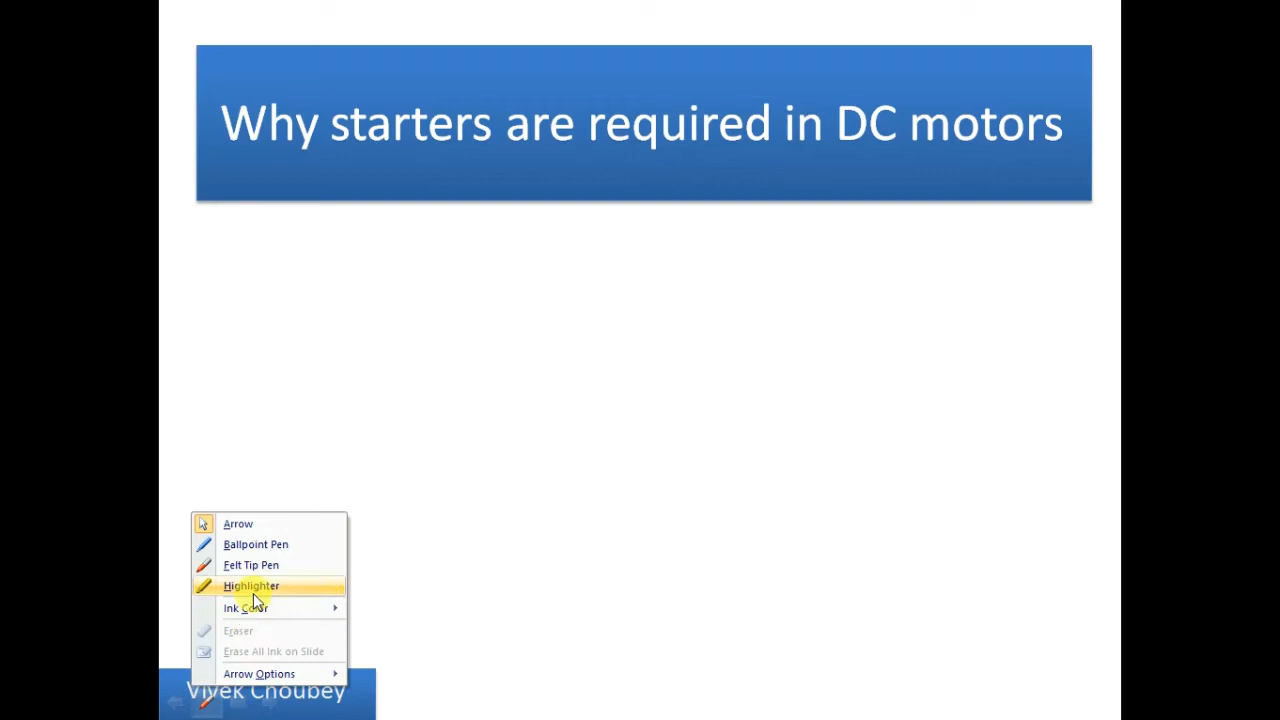 Why starters are required in DC motors
Arrow
Ballpoint Pen
Felt Tip Pen
Highlighter
Ink Color
Eraser
Erase All Ink on Slide
Arrow Options
Vivek Choubey